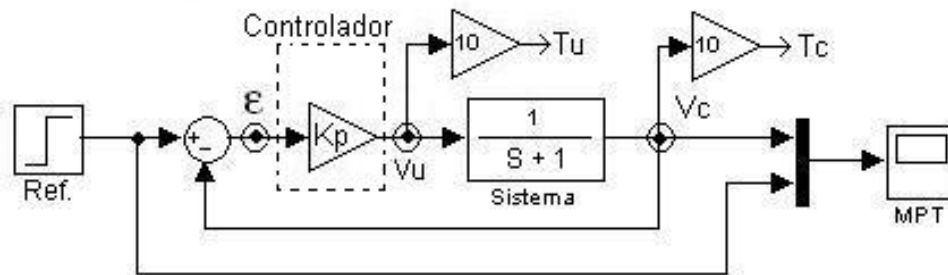 Controlador
10
Tu
10
Tc
ε
Vc
+
−
Kp
1
S + 1
Vu
Ref.
Sistema
MPT